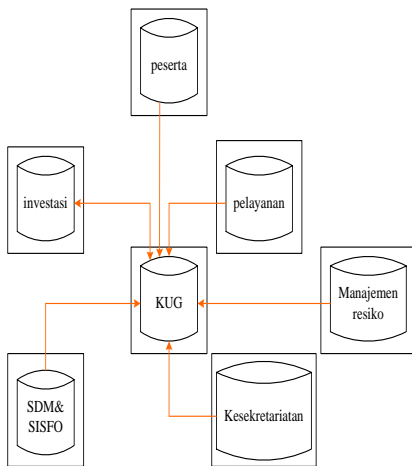 peserta
investasi
pelayanan
KUG
Manajemen
resiko
SDM&
SISFO
Kesekretariatan